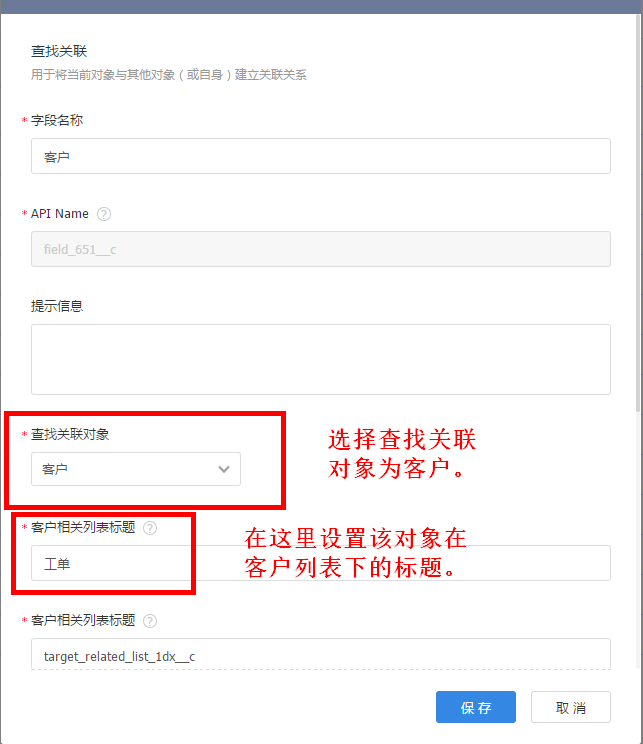 查找关联
用于将当前对象与其他对象（或自身）建立关联关系
* 字段名称
客户
* API Name ?
field_651__c
提示信息
* 查找关联对象
客户
选择查找关联
对象为客户。
* 客户相关列表标题 ?
工单
在这里设置该对象在
客户列表下的标题。
* 客户相关列表标题 ?
target_related_list_1dx__c
保存
取消